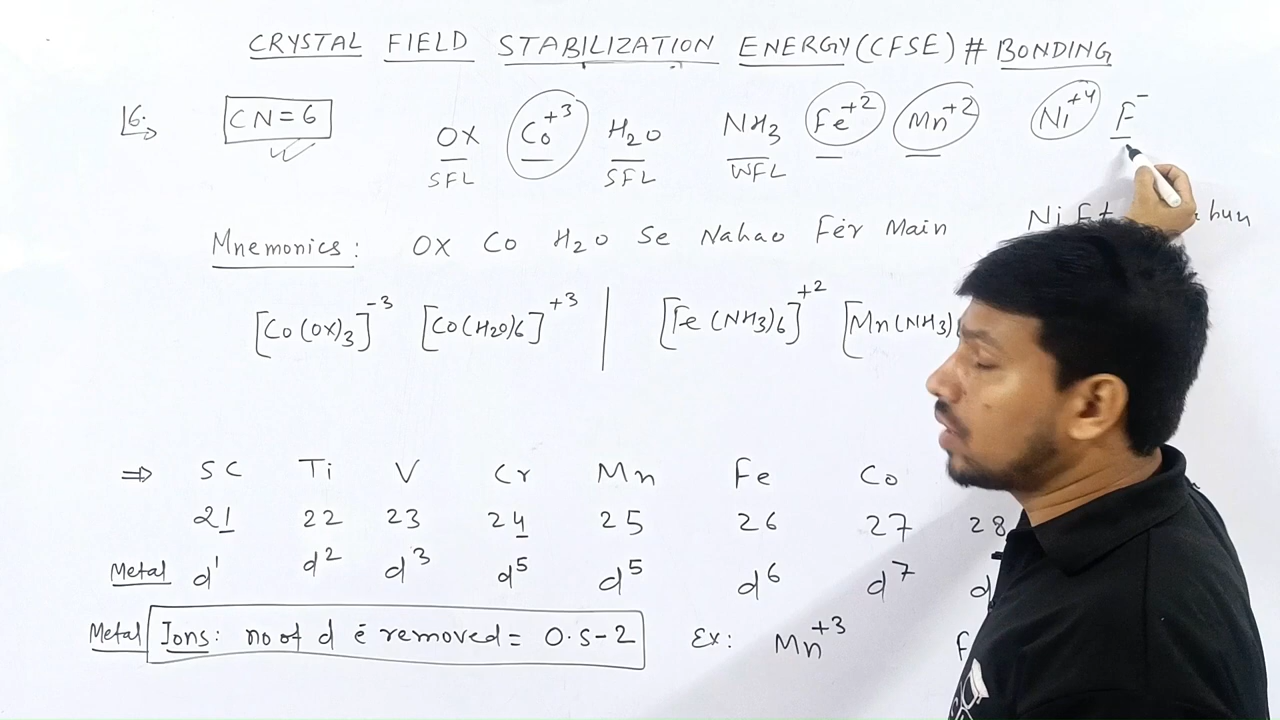 CRYSTAL FIELD STABILIZATION ENERGY (CFSE) # BONDING
16. CN = 6 OX Co+3 H2O NH3 Fe+2 Mn+2 Ni+4 F-
SFL SFL WFL
Mnemonics: OX Co H2O Se Nahao Fer Main Ni
[Co(OX)3]-3 [Co(H2O)6]+3 | [Fe(NH3)6]+2 [Mn(NH3)
⇒ SC Ti V Cr Mn Fe Co
21 22 23 24 25 26 27 28
Metal d1 d2 d3 d5 d5 d6 d7 d
Metal Ions: no of d ē removed = O.S-2 Ex: Mn+3 F